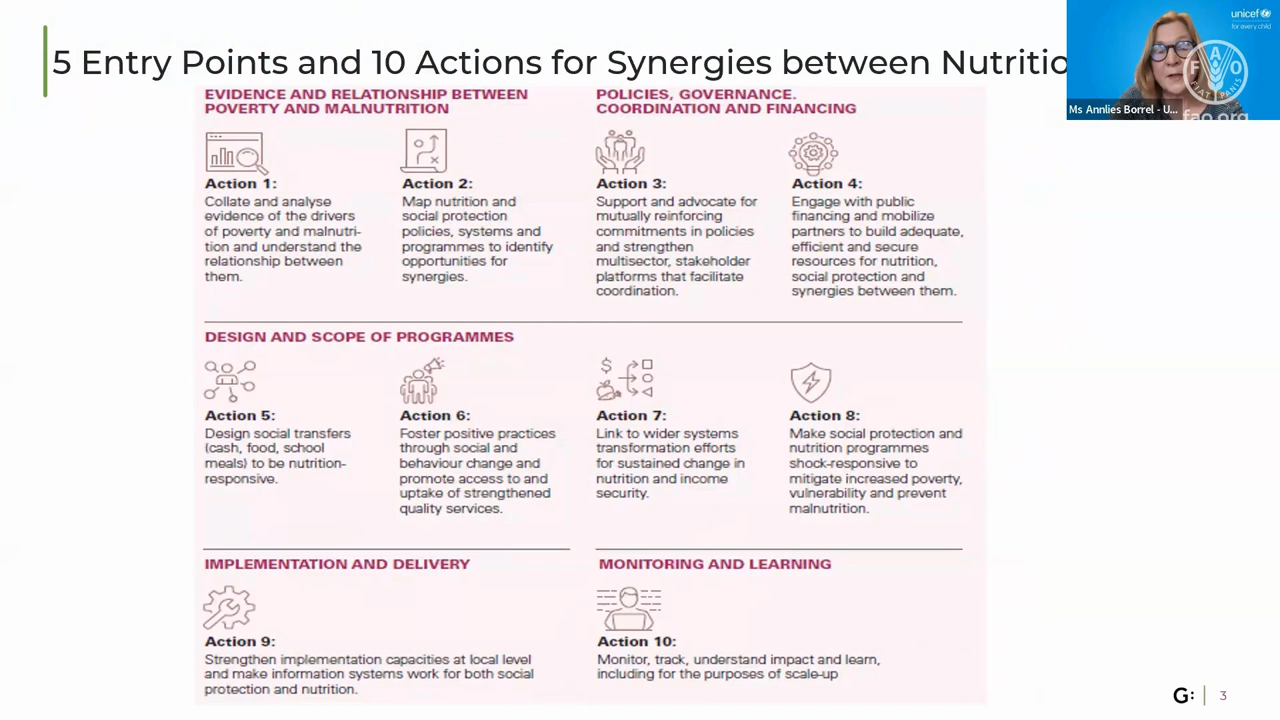 5 Entry Points and 10 Actions for Synergies between Nutritio
unicef
for every child
FAO
FIAT PANIS
Ms Annlies Borrel - U...
fao.org
EVIDENCE AND RELATIONSHIP BETWEEN
POVERTY AND MALNUTRITION
Action 1:
Collate and analyse
evidence of the drivers
of poverty and malnutri-
tion and understand the
relationship between
them.
Action 2:
Map nutrition and
social protection
policies, systems and
programmes to identify
opportunities for
synergies.
POLICIES, GOVERNANCE.
COORDINATION AND FINANCING
Action 3:
Support and advocate for
mutually reinforcing
commitments in policies
and strengthen
multisector, stakeholder
platforms that facilitate
coordination.
Action 4:
Engage with public
financing and mobilize
partners to build adequate,
efficient and secure
resources for nutrition,
social protection and
synergies between them.
DESIGN AND SCOPE OF PROGRAMMES
Action 5:
Design social transfers
(cash, food, school
meals) to be nutrition-
responsive.
Action 6:
Foster positive practices
through social and
behaviour change and
promote access to and
uptake of strengthened
quality services.
Action 7:
Link to wider systems
transformation efforts
for sustained change in
nutrition and income
security.
Action 8:
Make social protection and
nutrition programmes
shock-responsive to
mitigate increased poverty,
vulnerability and prevent
malnutrition.
IMPLEMENTATION AND DELIVERY
Action 9:
Strengthen implementation capacities at local level
and make information systems work for both social
protection and nutrition.
MONITORING AND LEARNING
Action 10:
Monitor, track, understand impact and learn,
including for the purposes of scale-up
G: 3